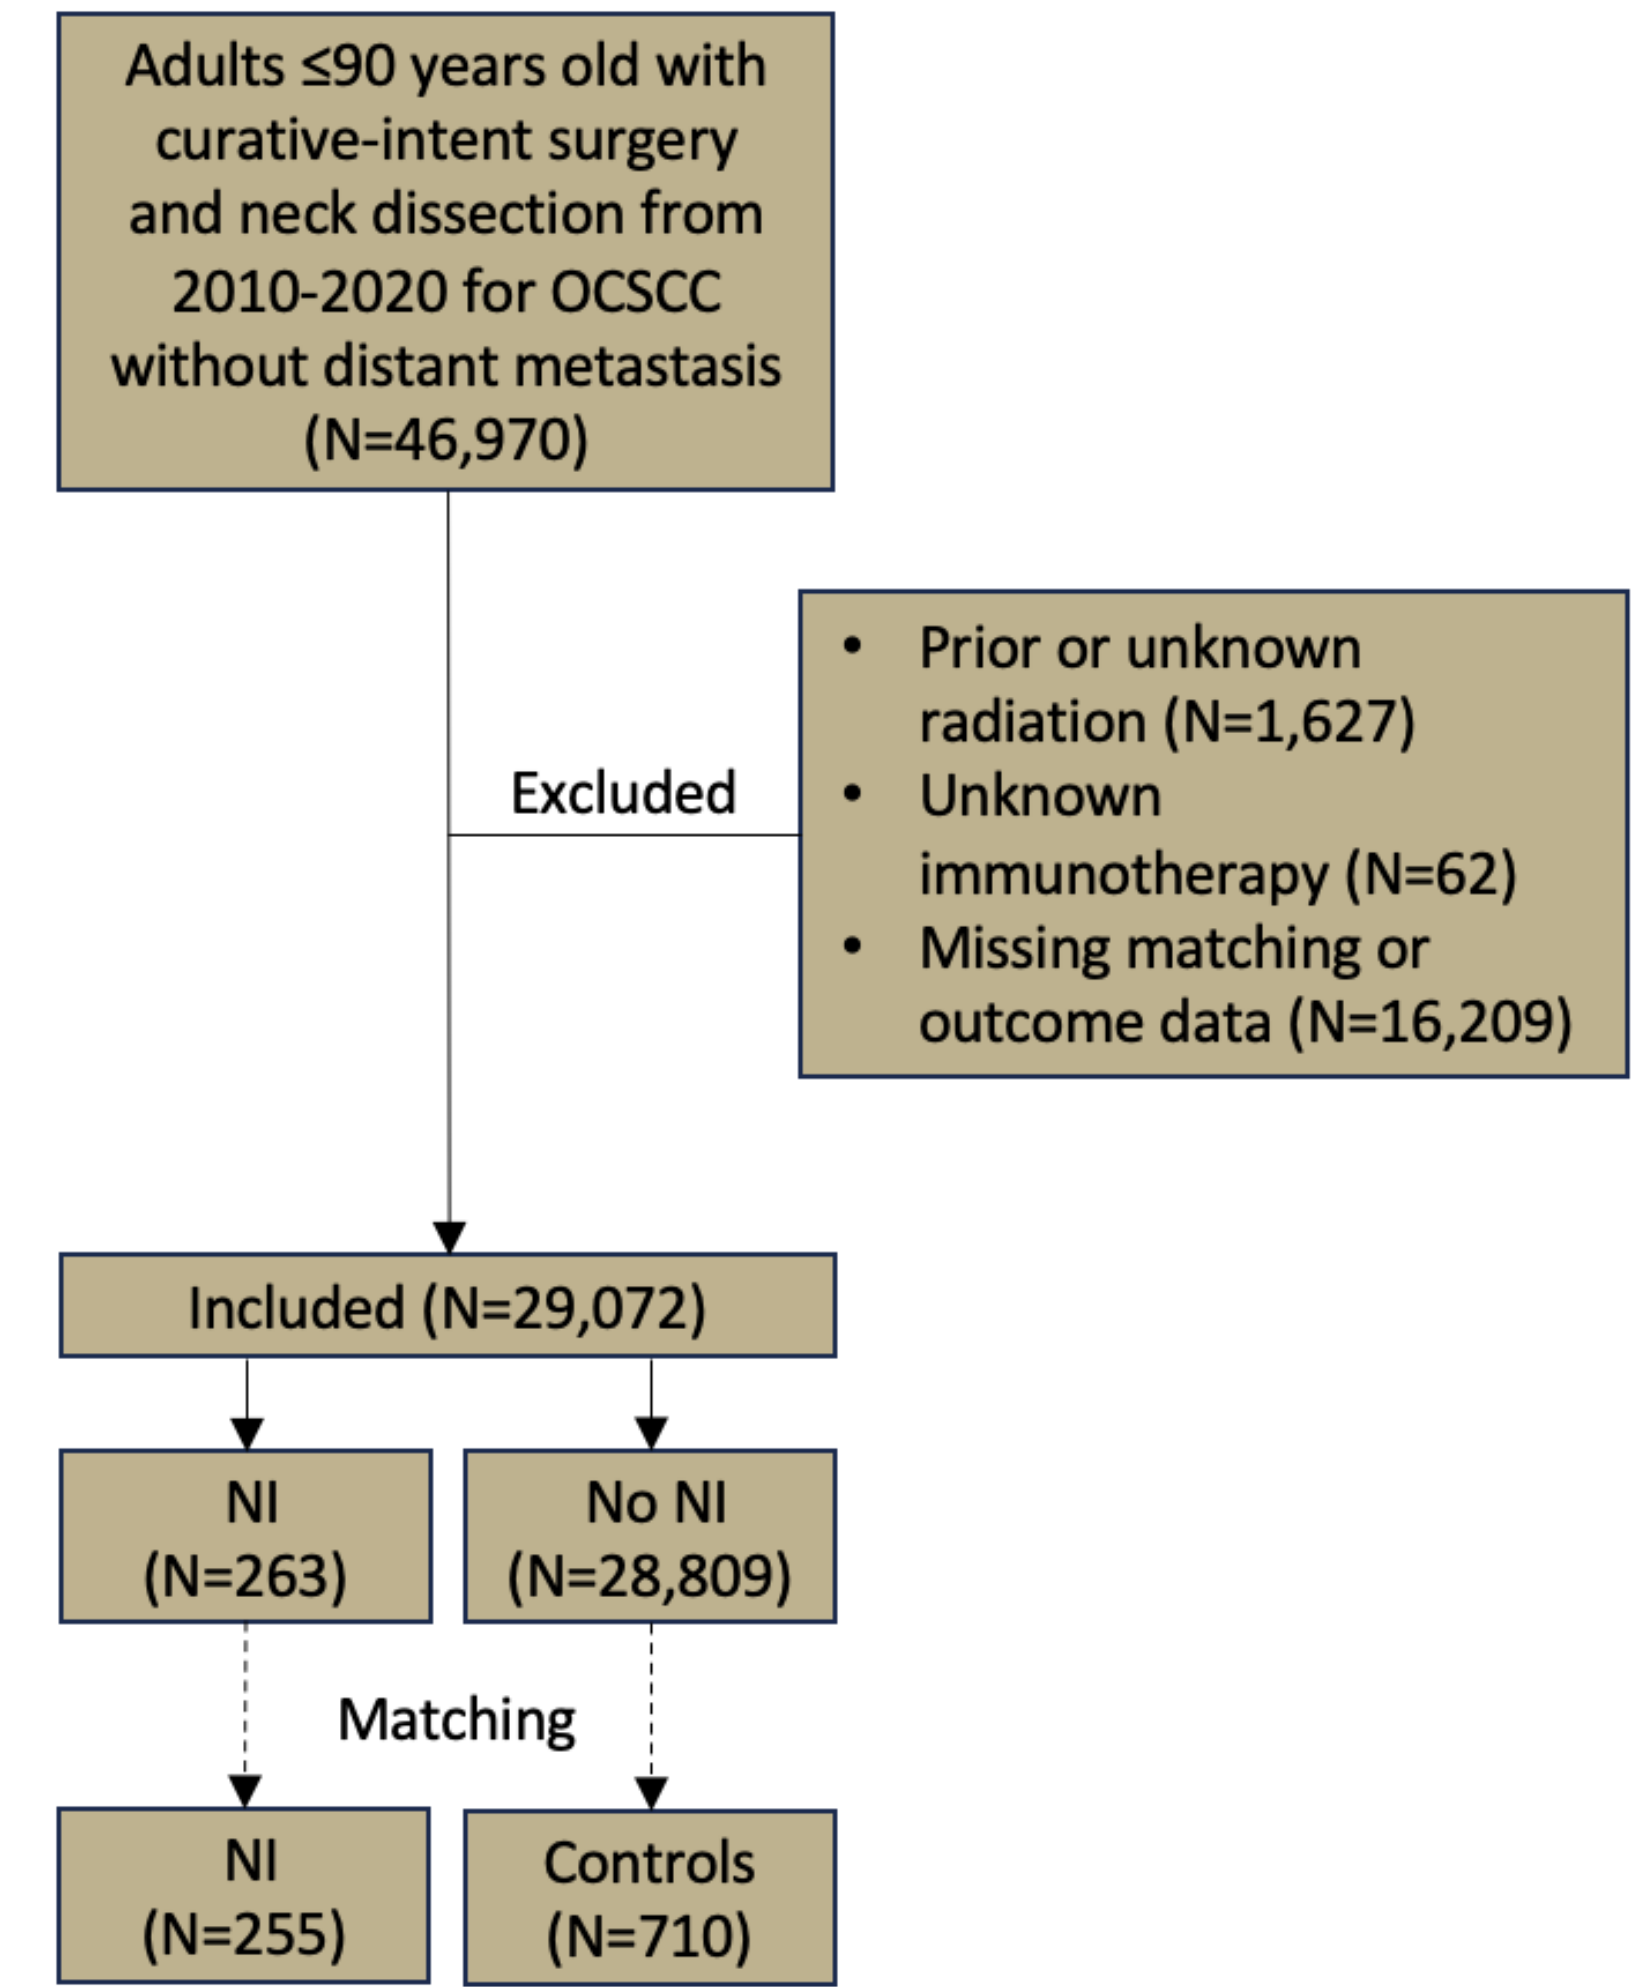 Adults ≤90 years old with
curative-intent surgery
and neck dissection from
2010-2020 for OCSCC
without distant metastasis
(N=46,970)
Excluded
• Prior or unknown
radiation (N=1,627)
• Unknown
immunotherapy (N=62)
• Missing matching or
outcome data (N=16,209)
Included (N=29,072)
NI
(N=263)
No NI
(N=28,809)
Matching
NI
(N=255)
Controls
(N=710)